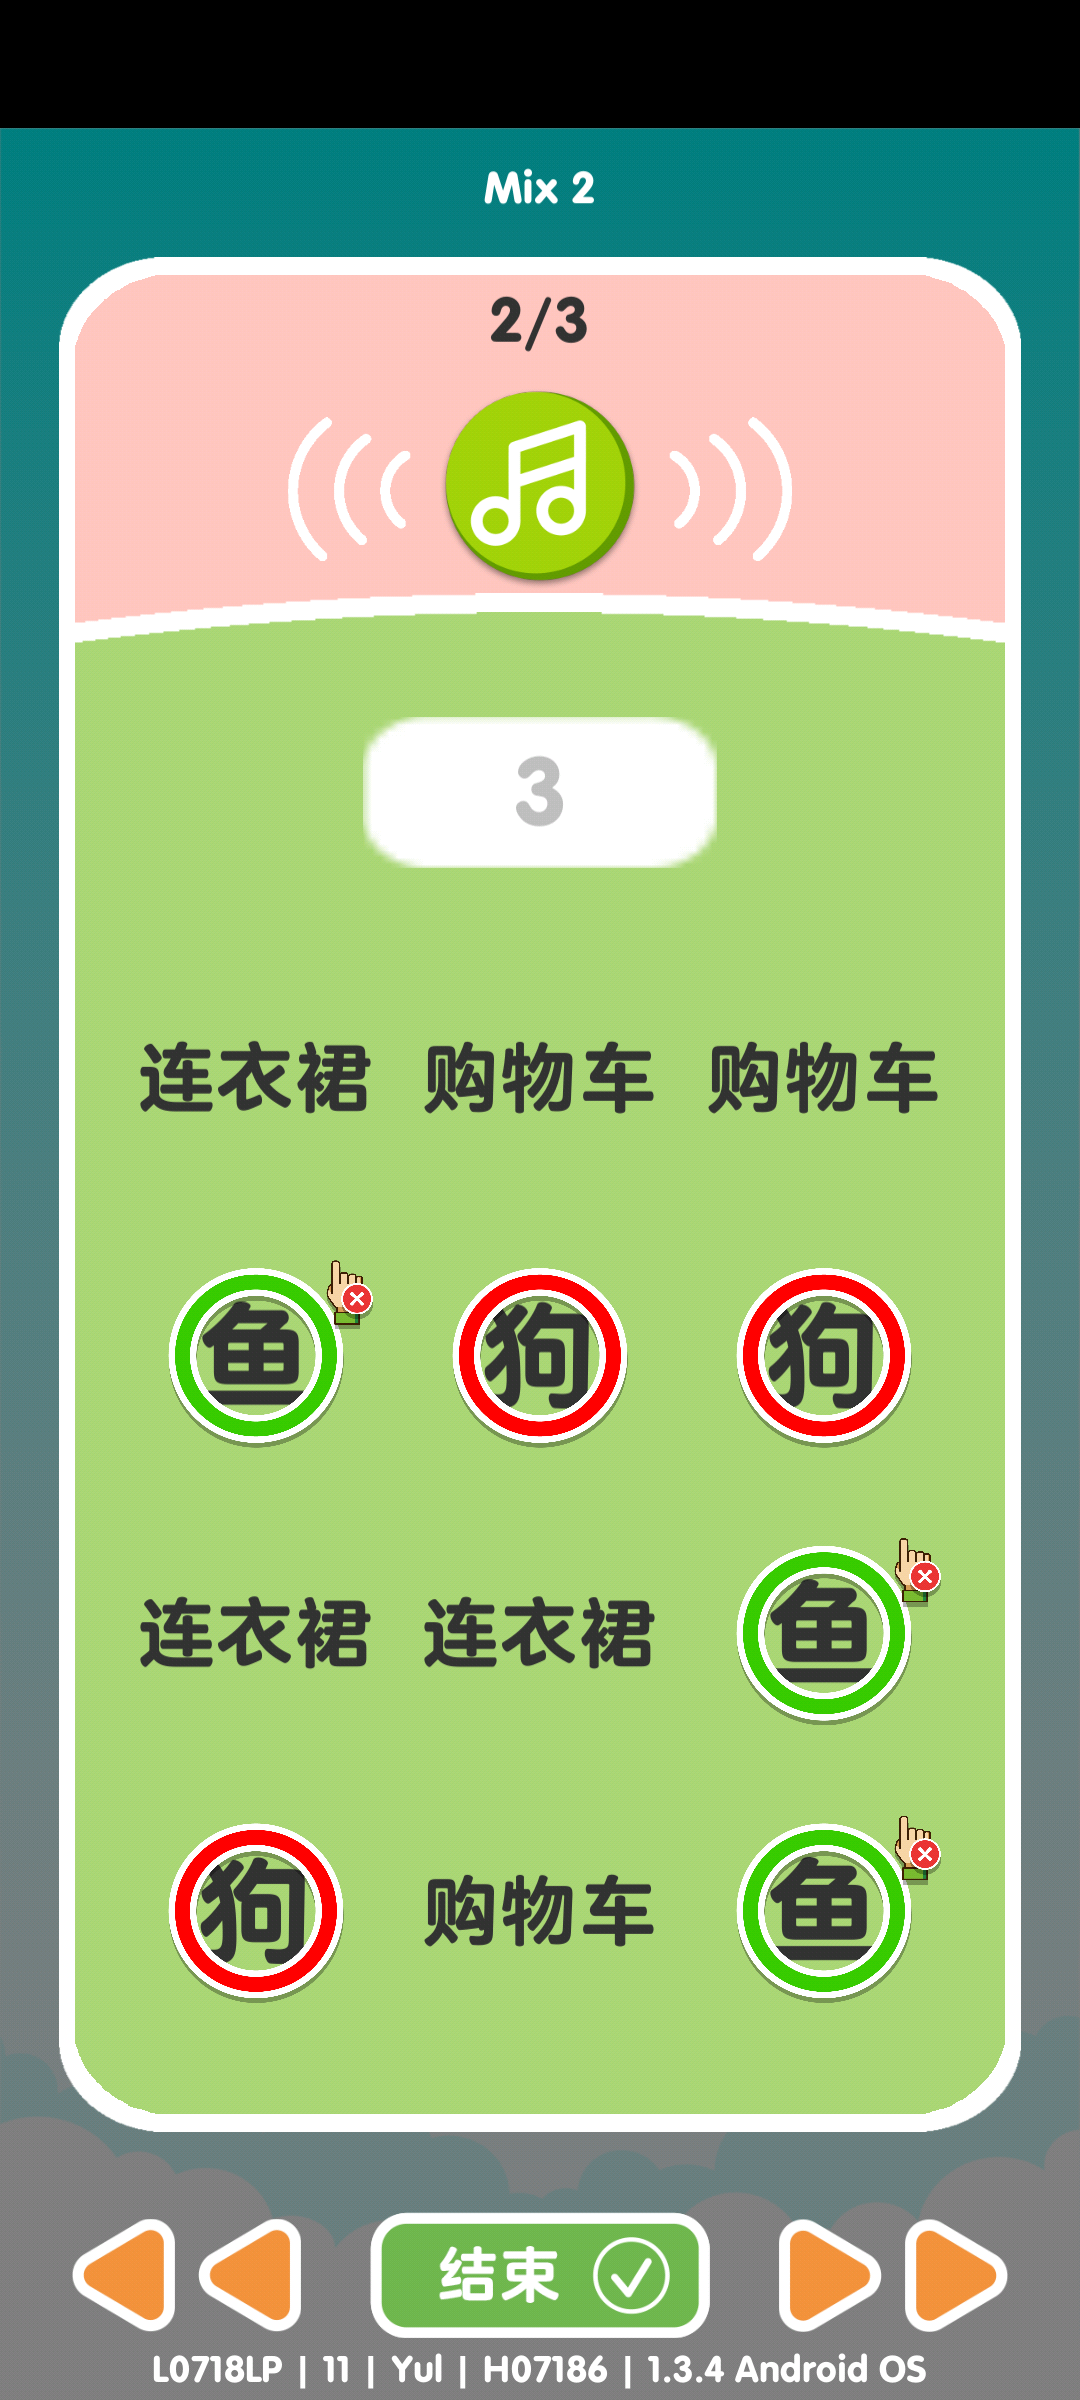 Mix 2
2/3
3
连衣裙 购物车 购物车
鱼 狗 狗
连衣裙 连衣裙 鱼
狗 购物车 鱼
结束
L0718LP | 11 | Yul | H07186 | 1.3.4 Android OS